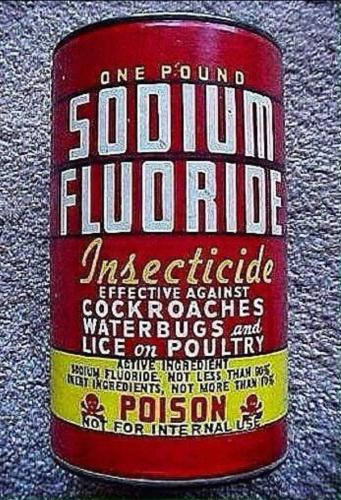 ONE POUND
SODIUM
FLUORIDE
Insecticide
EFFECTIVE AGAINST
COCKROACHES
WATERBUGS and
LICE on POULTRY
ACTIVE INGREDIENT
SODIUM FLUORIDE, NOT LESS THAN 90%
INERT INGREDIENTS, NOT MORE THAN 10%
POISON
NOT FOR INTERNAL USE